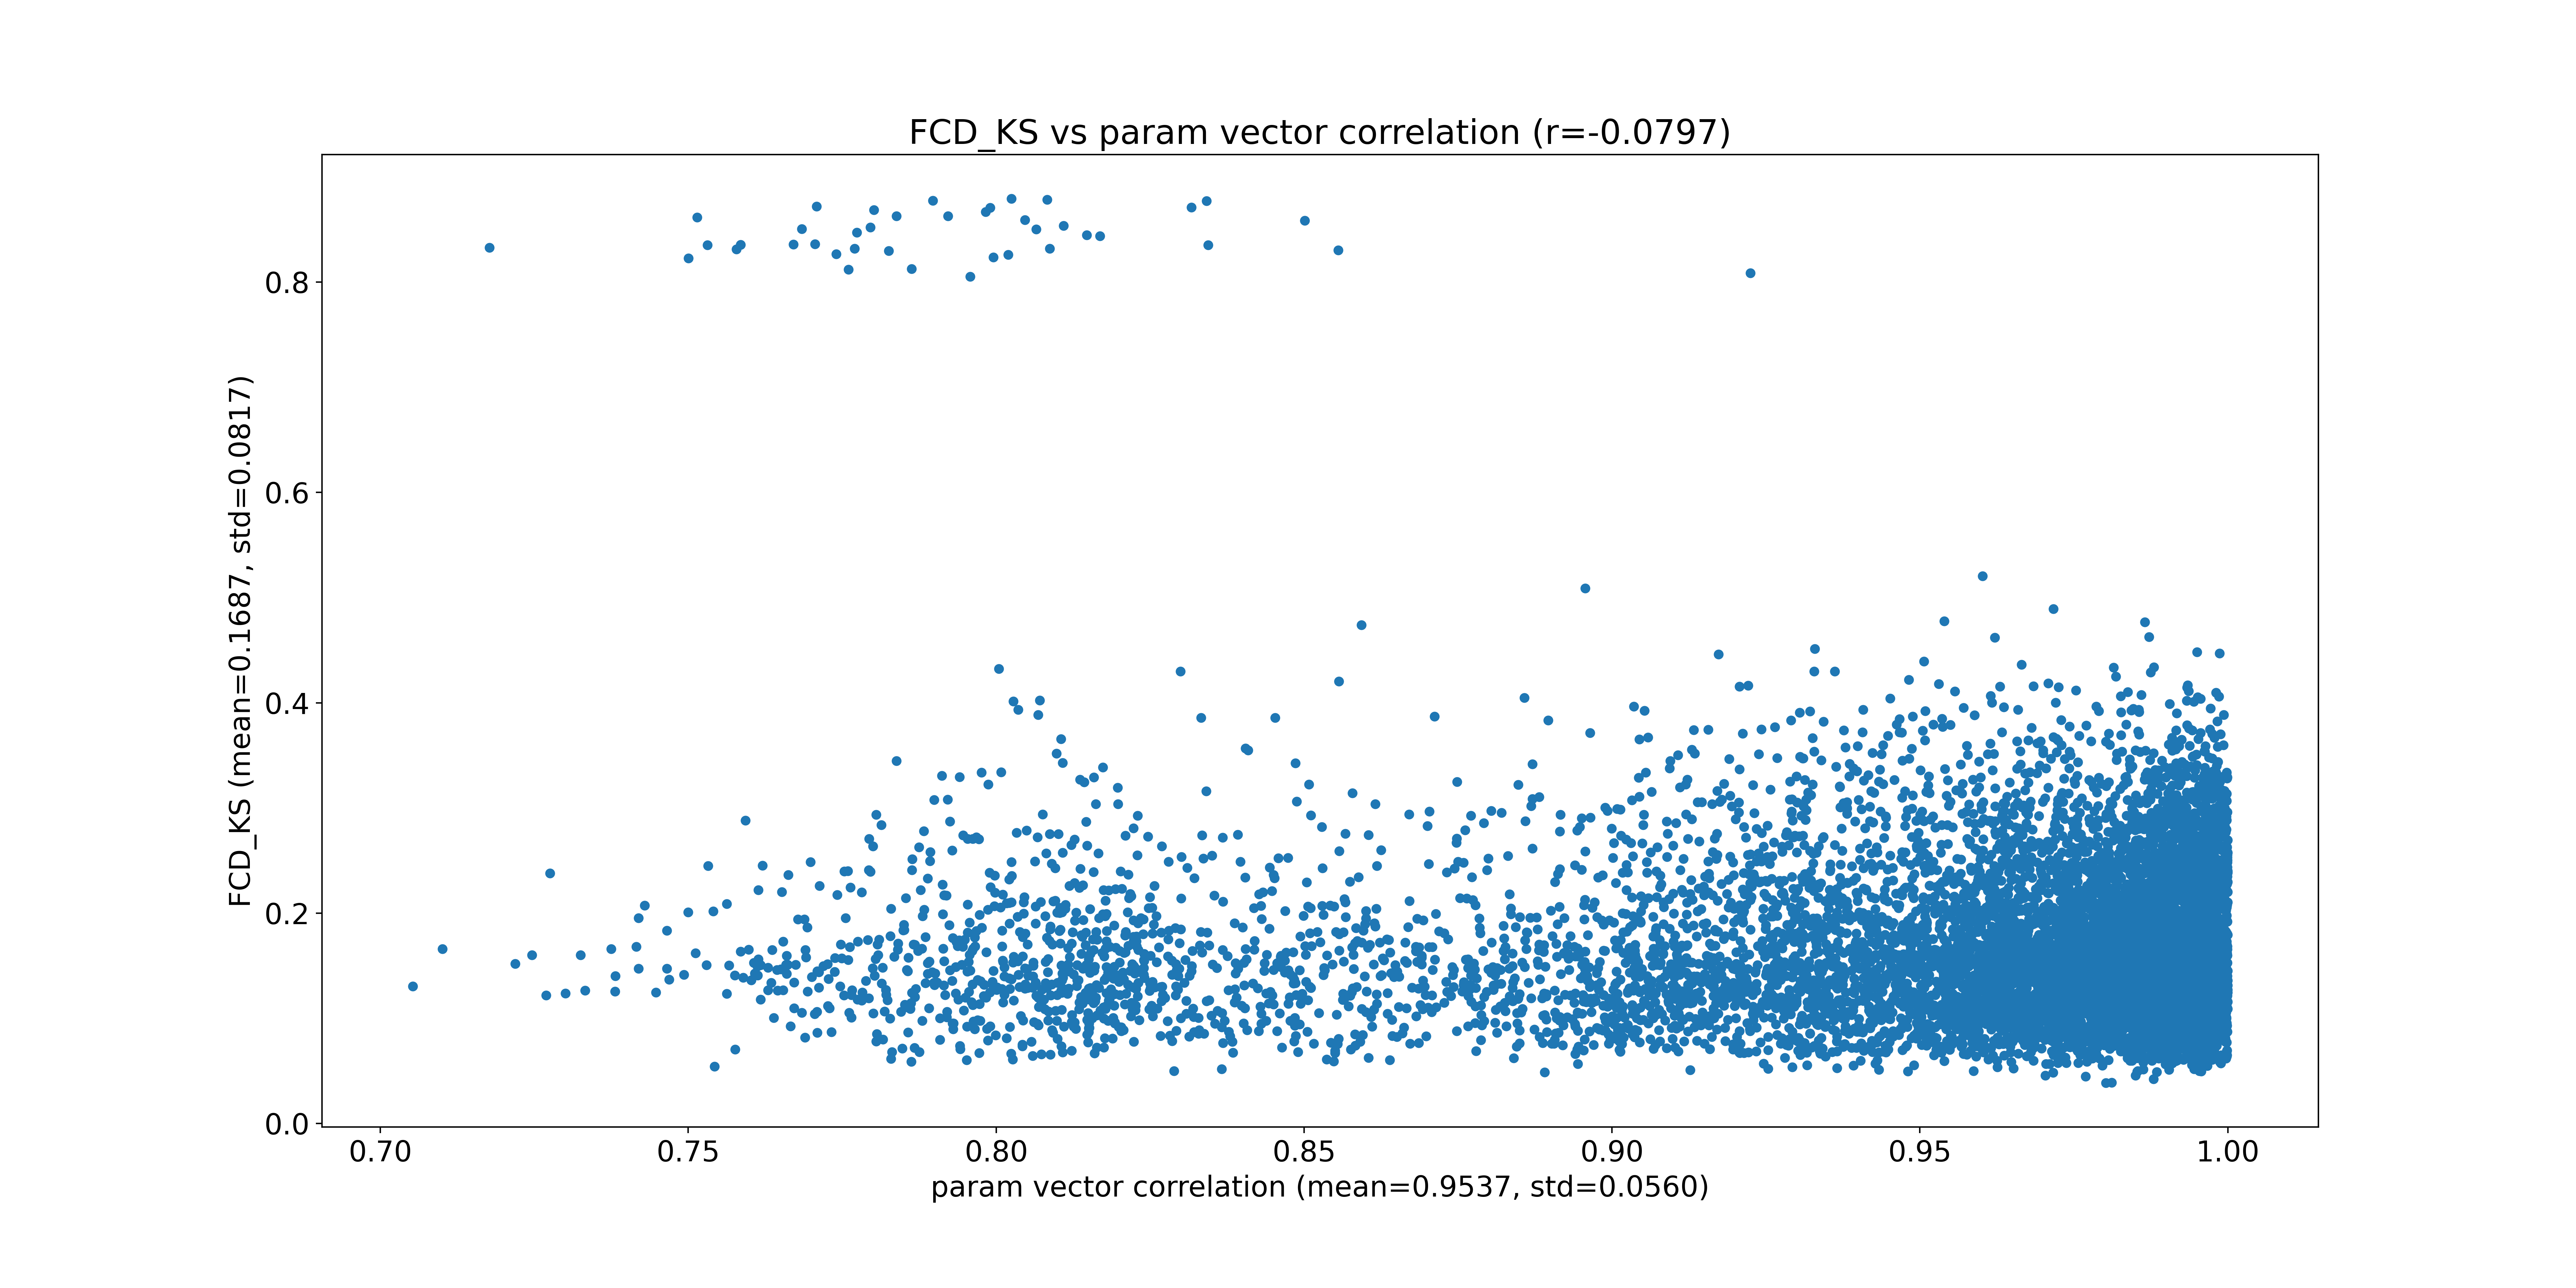 FCD_KS vs param vector correlation (r=-0.0797)
FCD_KS (mean=0.1687, std=0.0817)
0.8
0.6
0.4
0.2
0.0
0.70 0.75 0.80 0.85 0.90 0.95 1.00
param vector correlation (mean=0.9537, std=0.0560)